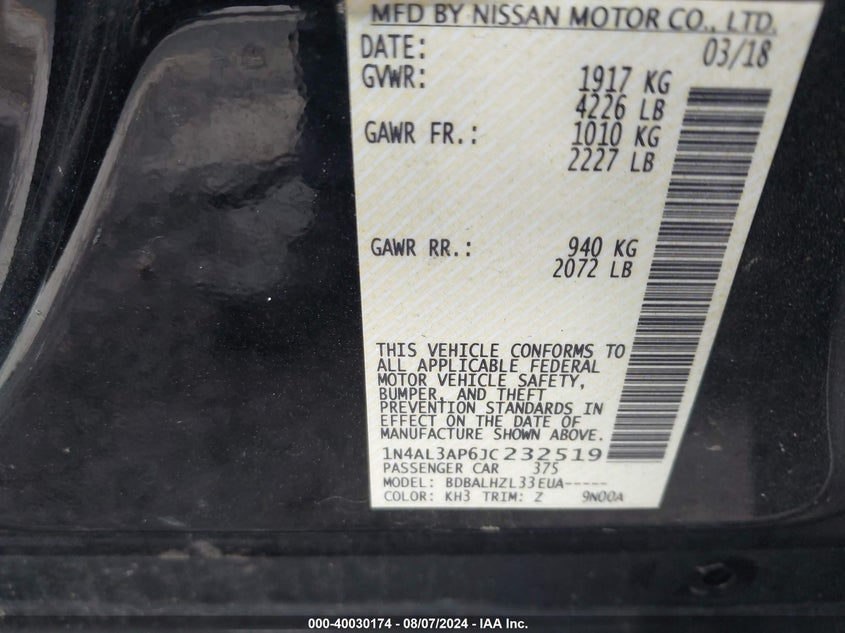 MFD BY NISSAN MOTOR CO., LTD.
DATE: 03/18
GVWR: 1917 KG
4226 LB
GAWR FR.: 1010 KG
2227 LB
GAWR RR.: 940 KG
2072 LB
THIS VEHICLE CONFORMS TO
ALL APPLICABLE FEDERAL
MOTOR VEHICLE SAFETY,
BUMPER, AND THEFT
PREVENTION STANDARDS IN
EFFECT ON THE DATE OF
MANUFACTURE SHOWN ABOVE.
1N4AL3AP6JC232519
PASSENGER CAR 375
MODEL: BDBALHZL33EUA-----
COLOR: KH3 TRIM: Z 9N00A
000-40030174 - 08/07/2024 - IAA Inc.